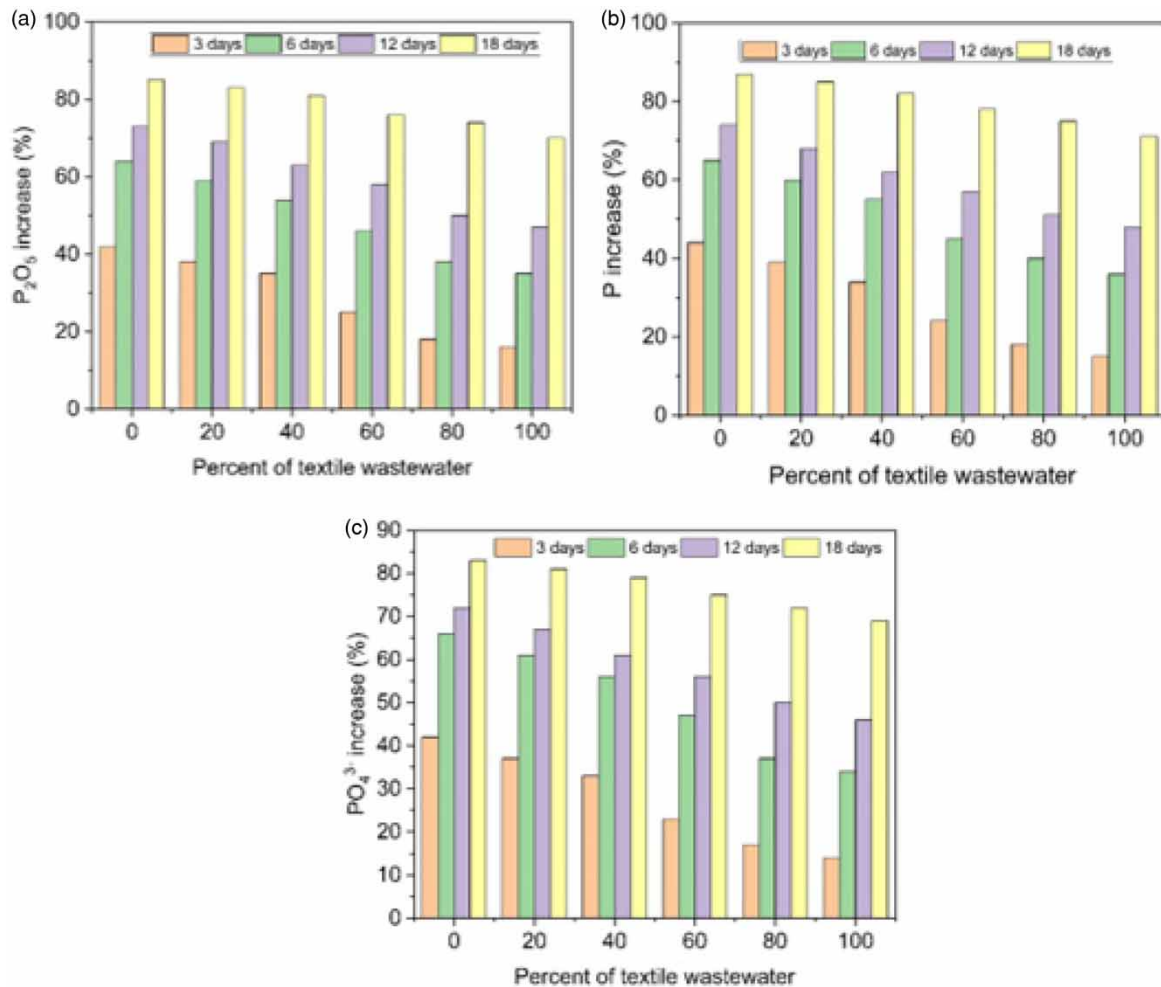 (a)
100
80
60
40
20
0
P₂O₅ increase (%)
3 days 6 days 12 days 18 days
0 20 40 60 80 100
Percent of textile wastewater
(b)
100
80
60
40
20
0
P increase (%)
3 days 6 days 12 days 18 days
0 20 40 60 80 100
Percent of textile wastewater
(c)
90
80
70
60
50
40
30
20
10
0
PO₄³⁻ increase (%)
3 days 6 days 12 days 18 days
0 20 40 60 80 100
Percent of textile wastewater